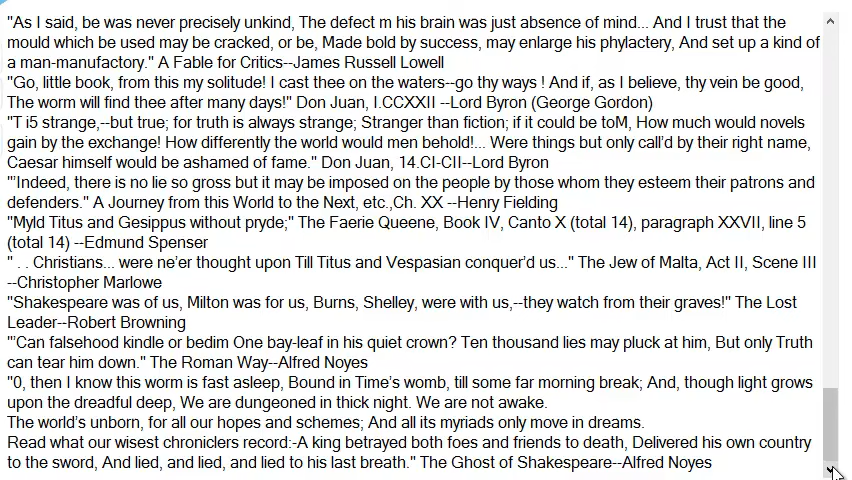 "As I said, be was never precisely unkind, The defect m his brain was just absence of mind... And I trust that the
mould which be used may be cracked, or be, Made bold by success, may enlarge his phylactery, And set up a kind of
a man-manufactory." A Fable for Critics--James Russell Lowell
"Go, little book, from this my solitude! I cast thee on the waters--go thy ways ! And if, as I believe, thy vein be good,
The worm will find thee after many days!" Don Juan, I.CCXXII --Lord Byron (George Gordon)
"T i5 strange,--but true; for truth is always strange; Stranger than fiction; if it could be toM, How much would novels
gain by the exchange! How differently the world would men behold!... Were things but only call'd by their right name,
Caesar himself would be ashamed of fame." Don Juan, 14.CI-CII--Lord Byron
"'Indeed, there is no lie so gross but it may be imposed on the people by those whom they esteem their patrons and
defenders." A Journey from this World to the Next, etc.,Ch. XX --Henry Fielding
"Myld Titus and Gesippus without pryde;" The Faerie Queene, Book IV, Canto X (total 14), paragraph XXVII, line 5
(total 14) --Edmund Spenser
" . . Christians... were ne'er thought upon Till Titus and Vespasian conquer'd us..." The Jew of Malta, Act II, Scene III
--Christopher Marlowe
"Shakespeare was of us, Milton was for us, Burns, Shelley, were with us,--they watch from their graves!" The Lost
Leader--Robert Browning
"'Can falsehood kindle or bedim One bay-leaf in his quiet crown? Ten thousand lies may pluck at him, But only Truth
can tear him down." The Roman Way--Alfred Noyes
"0, then I know this worm is fast asleep, Bound in Time's womb, till some far morning break; And, though light grows
upon the dreadful deep, We are dungeoned in thick night. We are not awake.
The world's unborn, for all our hopes and schemes; And all its myriads only move in dreams.
Read what our wisest chroniclers record:-A king betrayed both foes and friends to death, Delivered his own country
to the sword, And lied, and lied, and lied to his last breath." The Ghost of Shakespeare--Alfred Noyes